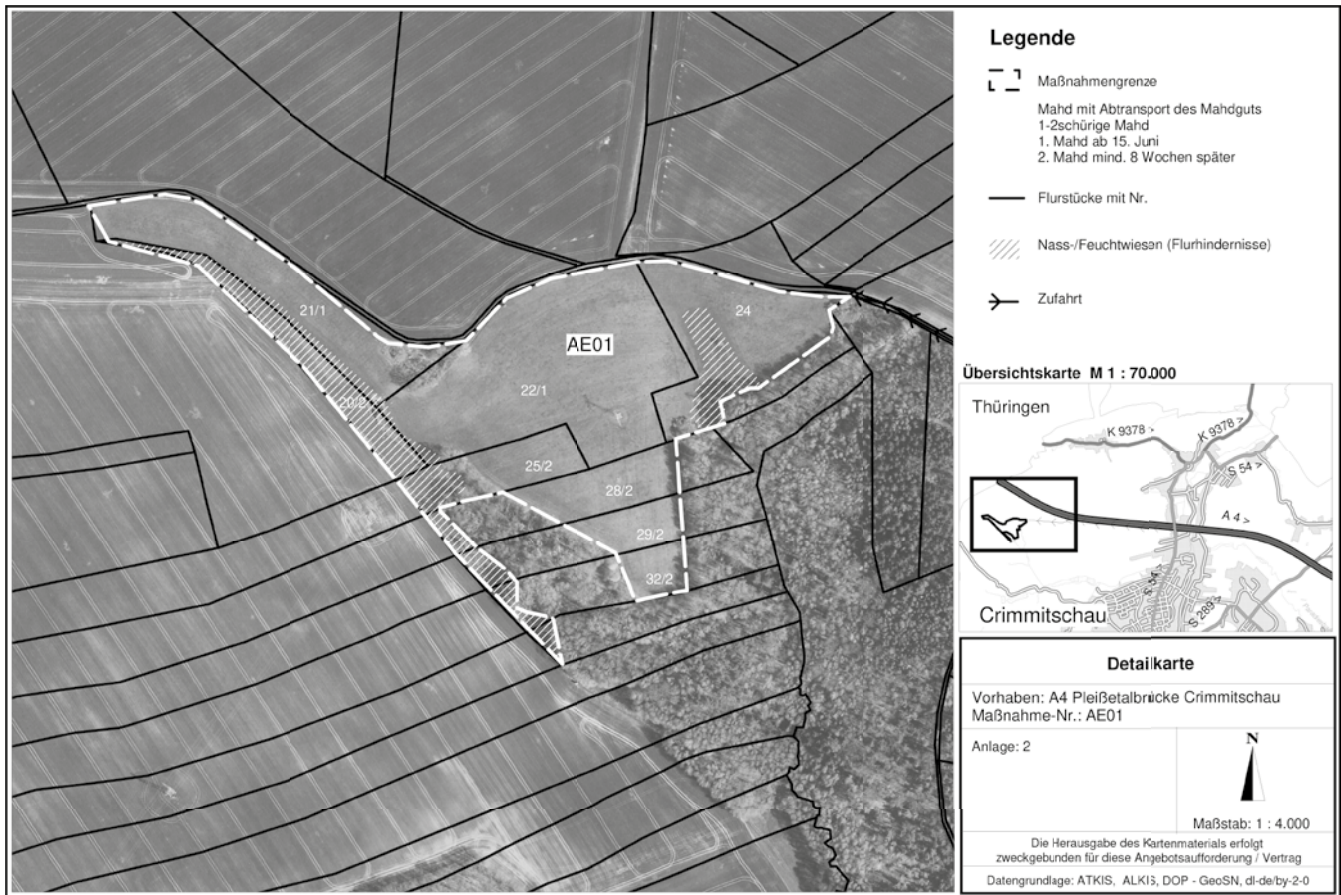 21/1
24
AE01
22/1
20/2
25/2
28/2
29/2
32/2
Legende
Maßnahmengrenze
Mahd mit Abtransport des Mahdguts
1-2schürige Mahd
1. Mahd ab 15. Juni
2. Mahd mind. 8 Wochen später
Flurstücke mit Nr.
Nass-/Feuchtwiesen (Flurhindernisse)
Zufahrt
Übersichtskarte M 1 : 70.000
Thüringen
K 9378 >
K 9378 >
S 54 >
A 4 >
S 54 >
S 289 >
Crimmitschau
Detailkarte
Vorhaben: A4 Pleißetalbrücke Crimmitschau
Maßnahme-Nr.: AE01
Anlage: 2
N
Maßstab: 1 : 4.000
Die Herausgabe des Kartenmaterials erfolgt
zweckgebunden für diese Angebotsaufforderung / Vertrag
Datengrundlage: ATKIS, ALKIS, DOP - GeoSN, dl-de/by-2-0